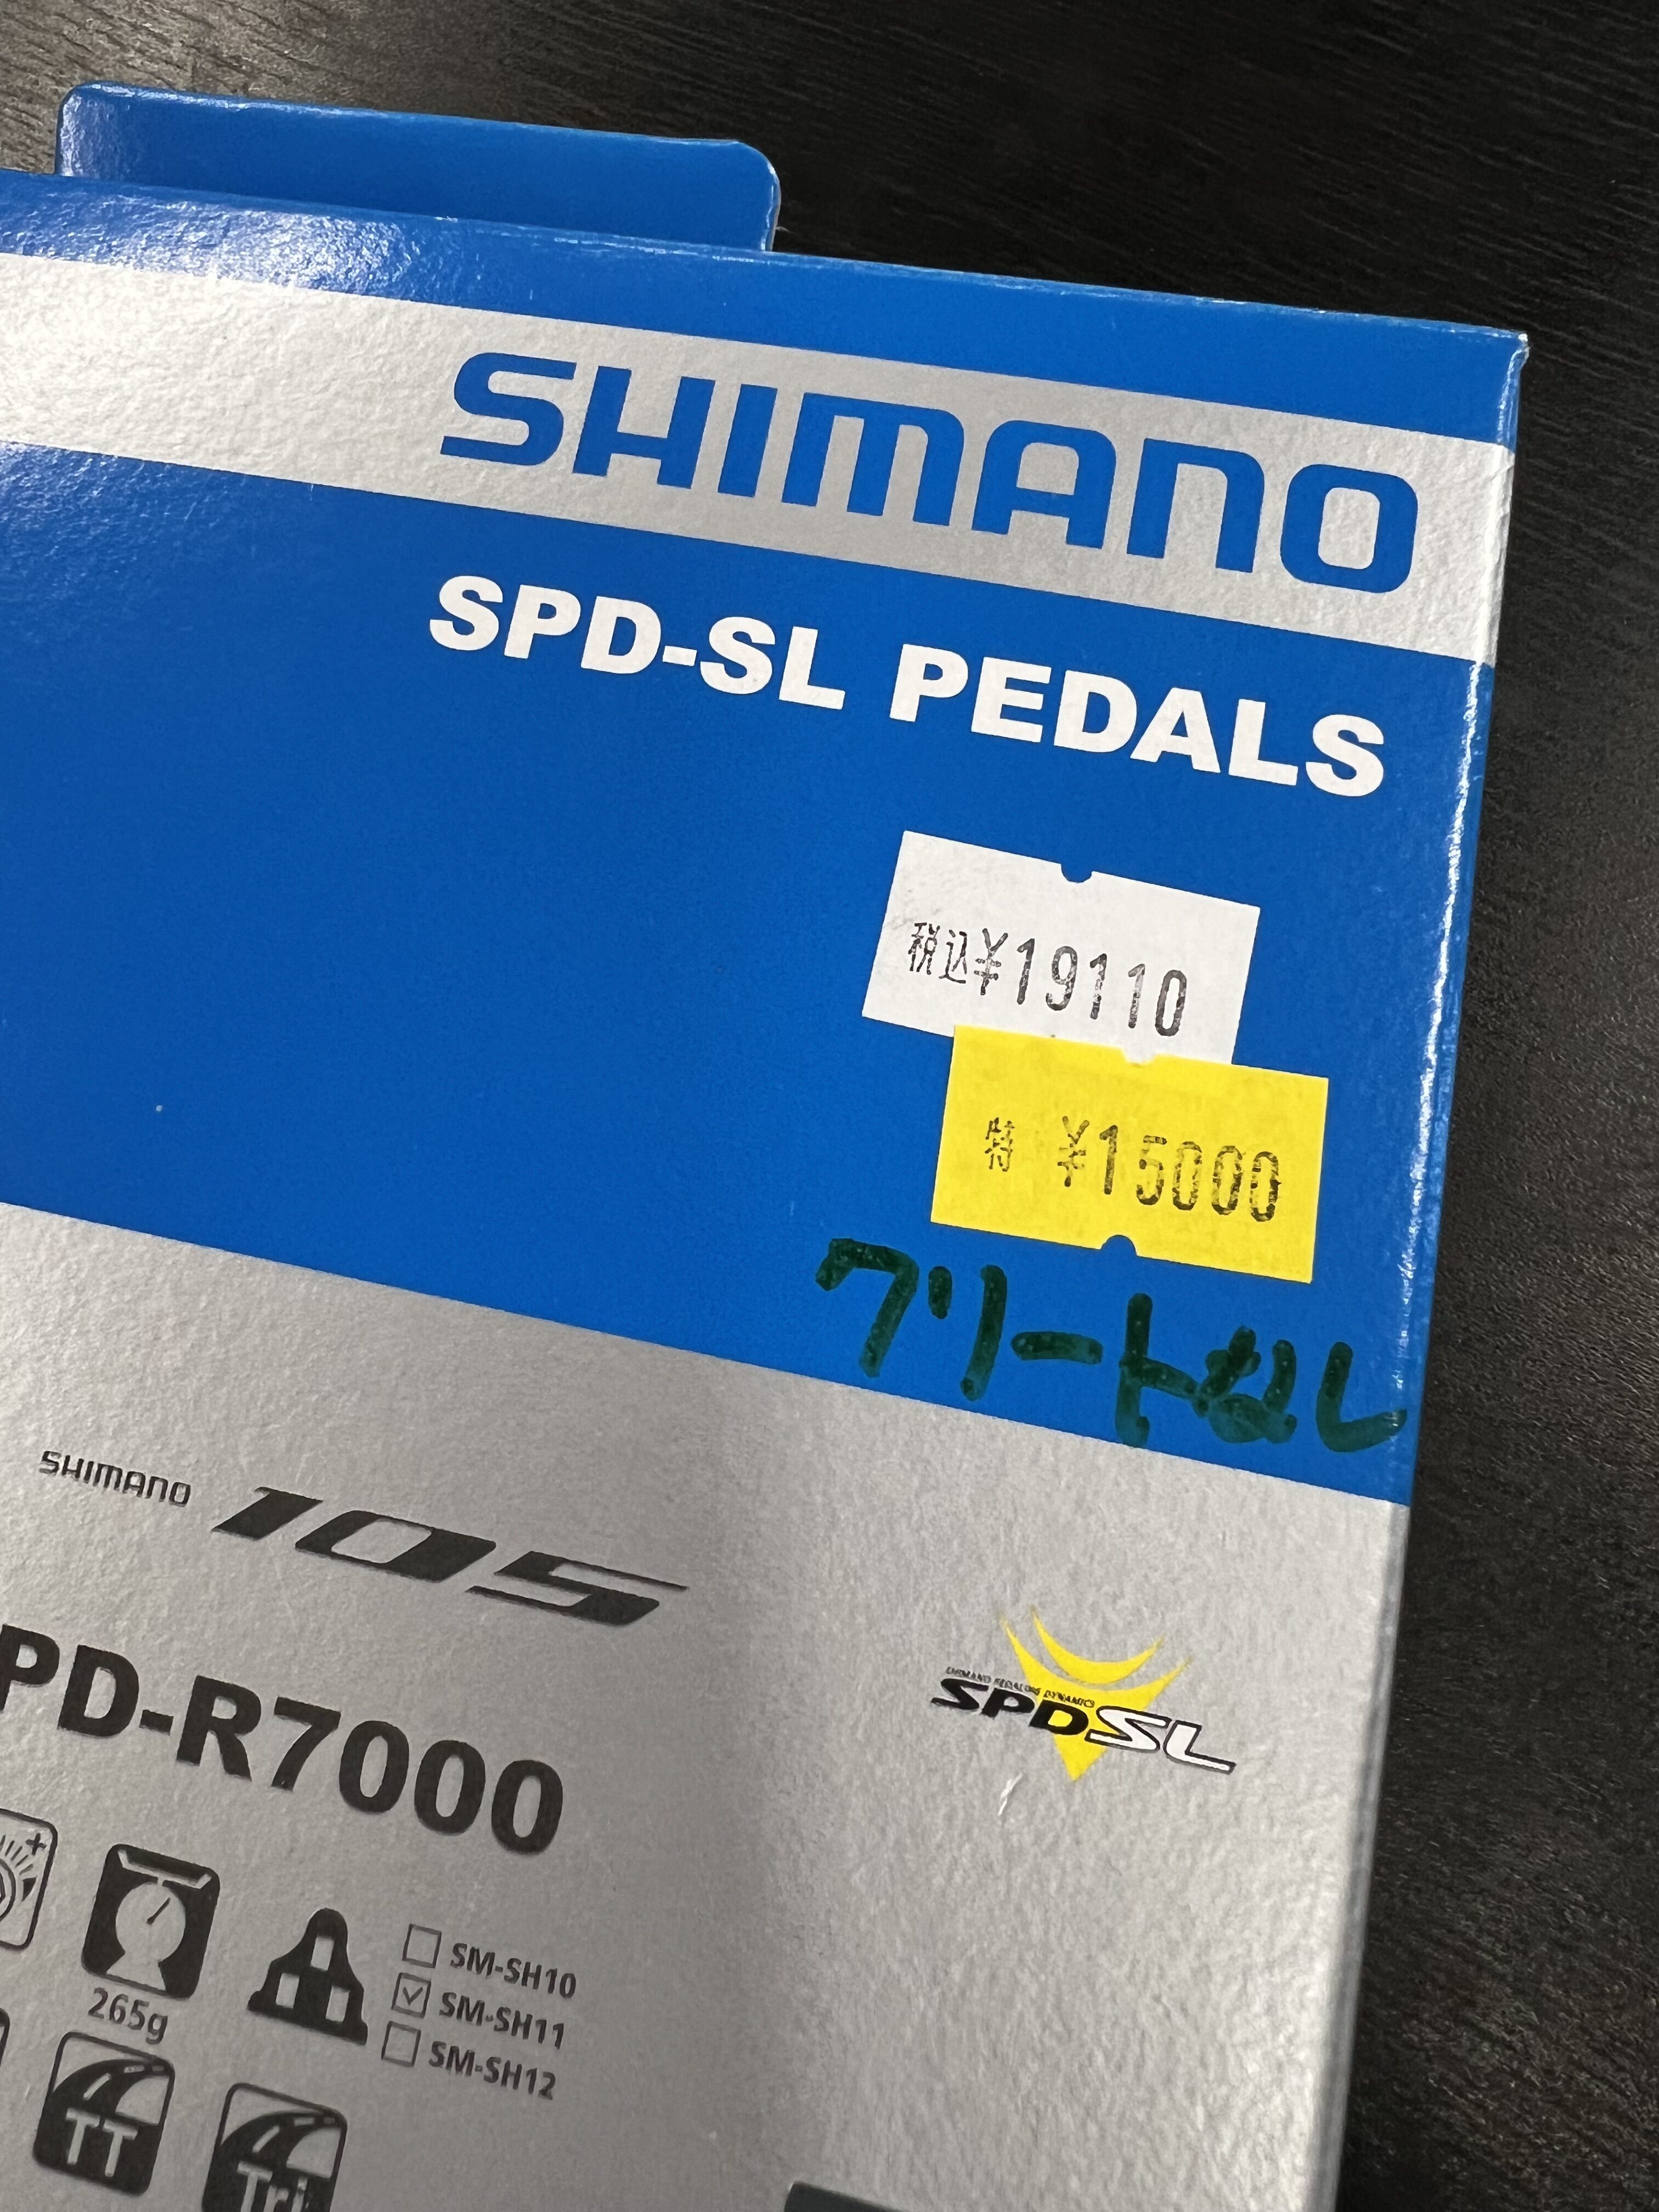 SHIMANO
SPD-SL PEDALS
税込¥19110
特 ¥15000
クリートなし
SHIMANO 105
PD-R7000
SHIMANO PEDALING DYNAMICS
SPD SL
265g
SM-SH10
SM-SH11
SM-SH12
TT
Tri